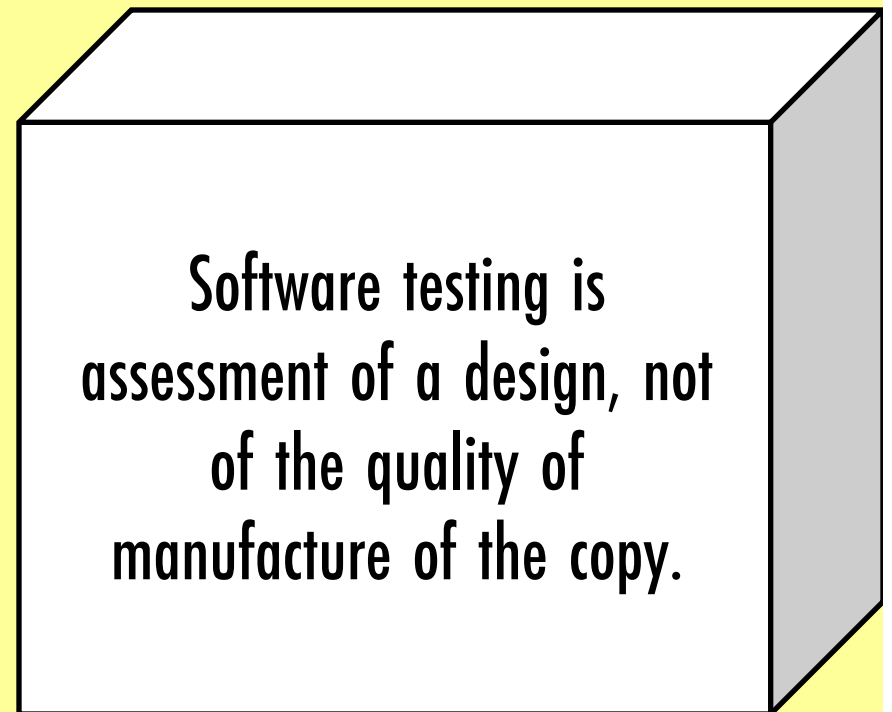 Software testing is
assessment of a design, not
of the quality of
manufacture of the copy.